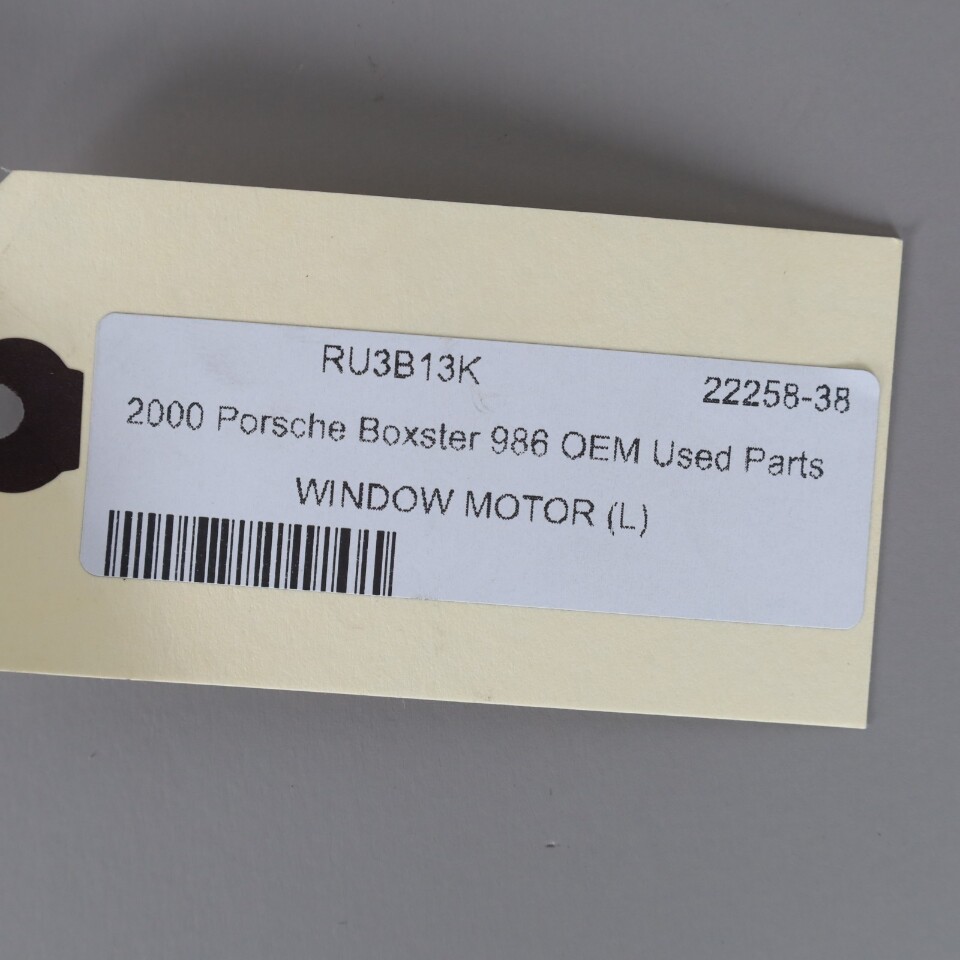 RU3B13K
22258-38
2000 Porsche Boxster 986 OEM Used Parts
WINDOW MOTOR (L)